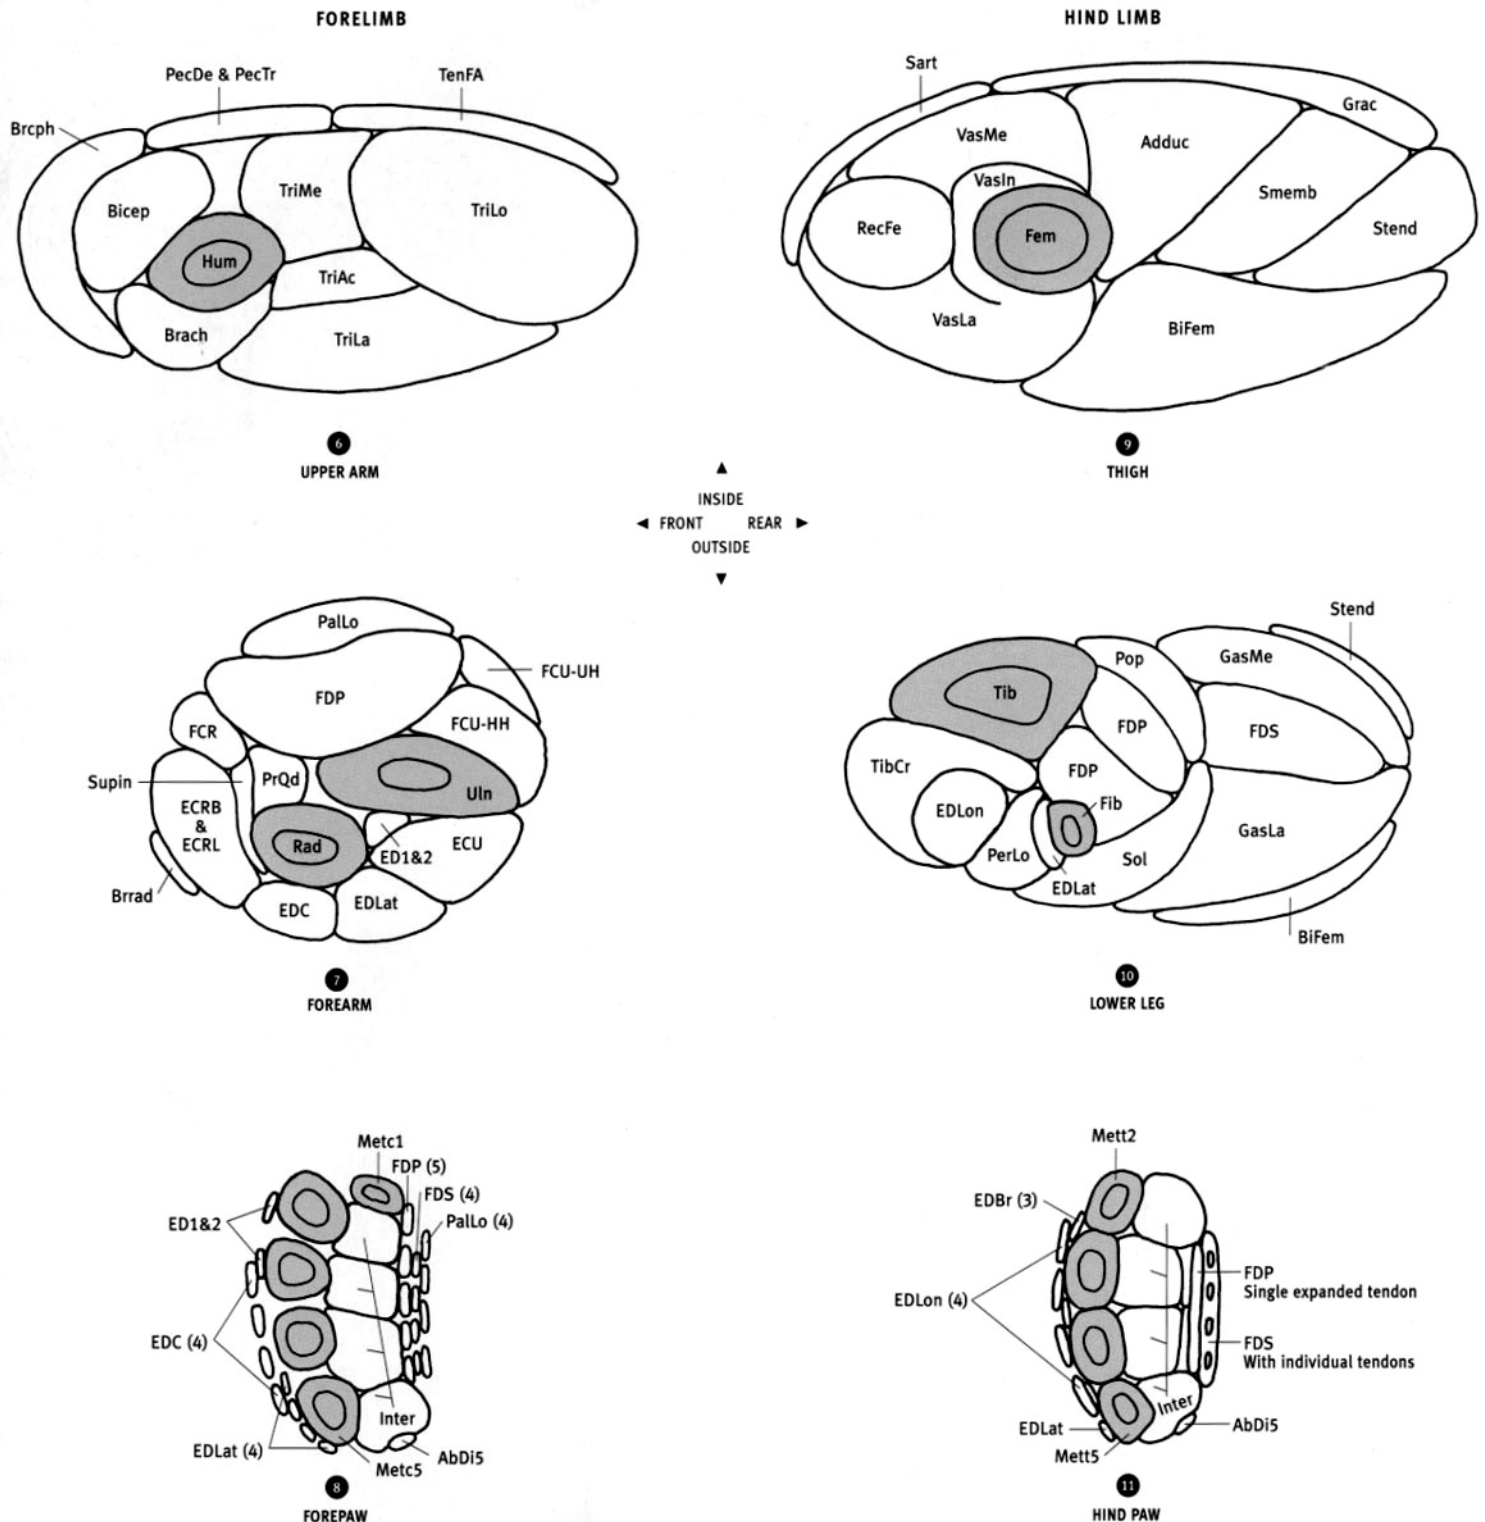 FORELIMB
HIND LIMB
PecDe & PecTr
TenFA
Brcph
Bicep
TriMe
TriLo
Hum
TriAc
Brach
TriLa
6
UPPER ARM
Sart
Grac
VasMe
Adduc
VasIn
Smemb
RecFe
Fem
Stend
VasLa
BiFem
9
THIGH
INSIDE
FRONT REAR
OUTSIDE
PalLo
FCU-UH
FDP
FCR
FCU-HH
Supin
PrQd
Uln
ECRB
&
ECRL
Rad
ED1&2
ECU
Brrad
EDC
EDLat
7
FOREARM
Stend
Pop
GasMe
Tib
FDP
FDS
TibCr
FDP
EDLon
Fib
GasLa
PerLo
Sol
EDLat
BiFem
10
LOWER LEG
Metc1
FDP (5)
FDS (4)
PalLo (4)
ED1&2
EDC (4)
Inter
EDLat (4)
AbDi5
Metc5
8
FOREPAW
Mett2
EDBr (3)
FDP
Single expanded tendon
EDLon (4)
FDS
With individual tendons
Inter
EDLat
AbDi5
Mett5
11
HIND PAW